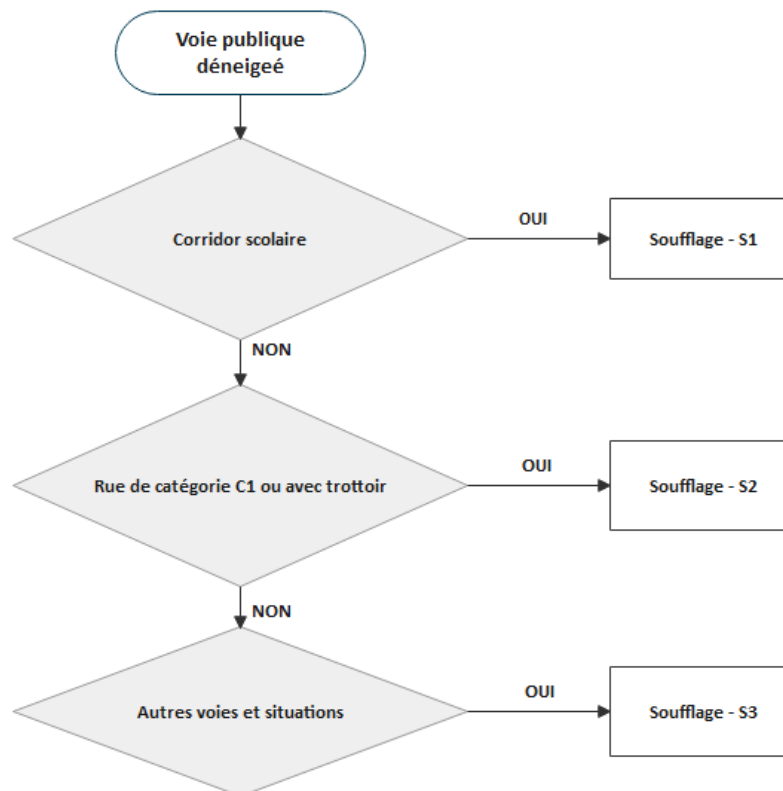 Voie publique
déneigeé
Corridor scolaire
OUI
Soufflage - S1
NON
Rue de catégorie C1 ou avec trottoir
OUI
Soufflage - S2
NON
Autres voies et situations
OUI
Soufflage - S3